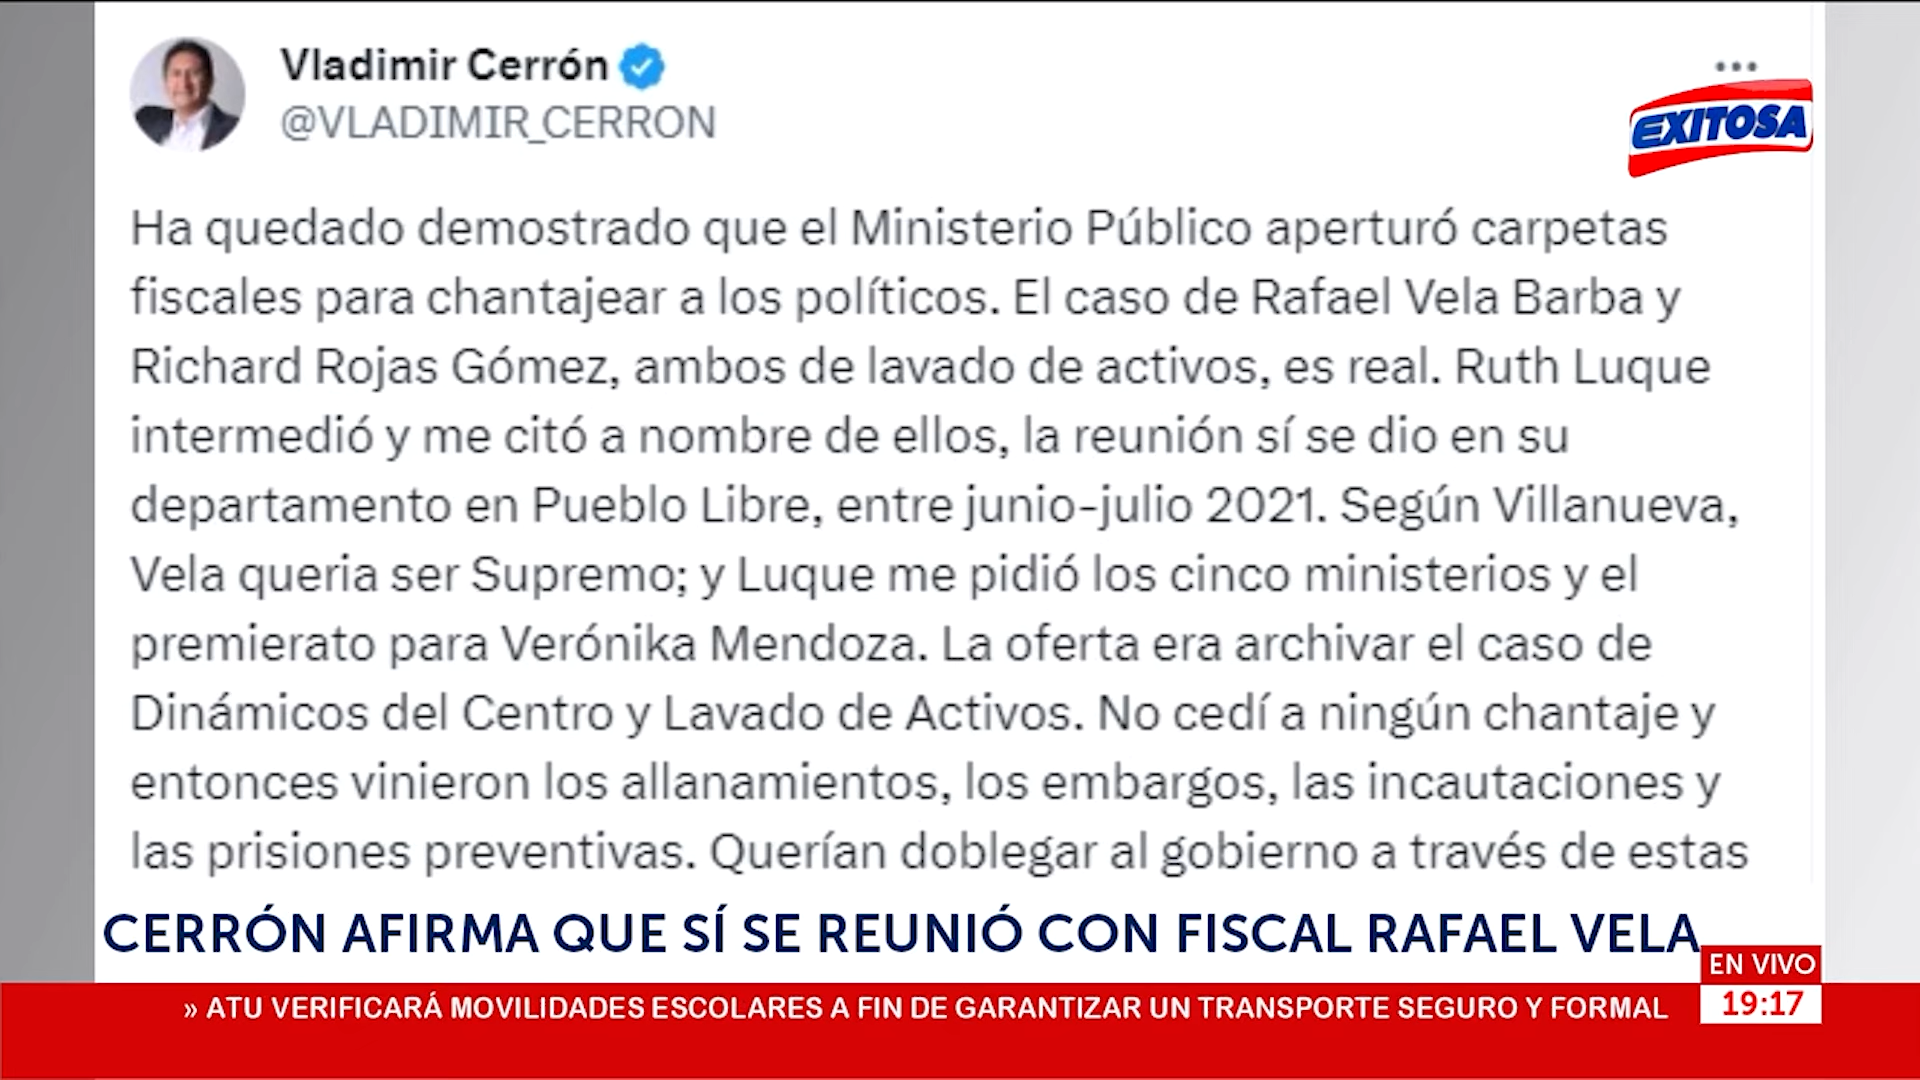 Vladimir Cerrón
@VLADIMIR_CERRON
EXITOSA
Ha quedado demostrado que el Ministerio Público aperturó carpetas
fiscales para chantajear a los políticos. El caso de Rafael Vela Barba y
Richard Rojas Gómez, ambos de lavado de activos, es real. Ruth Luque
intermedió y me citó a nombre de ellos, la reunión sí se dio en su
departamento en Pueblo Libre, entre junio-julio 2021. Según Villanueva,
Vela queria ser Supremo; y Luque me pidió los cinco ministerios y el
premierato para Verónika Mendoza. La oferta era archivar el caso de
Dinámicos del Centro y Lavado de Activos. No cedí a ningún chantaje y
entonces vinieron los allanamientos, los embargos, las incautaciones y
las prisiones preventivas. Querían doblegar al gobierno a través de estas
CERRÓN AFIRMA QUE SÍ SE REUNIÓ CON FISCAL RAFAEL VELA
EN VIVO
19:17
» ATU VERIFICARÁ MOVILIDADES ESCOLARES A FIN DE GARANTIZAR UN TRANSPORTE SEGURO Y FORMAL